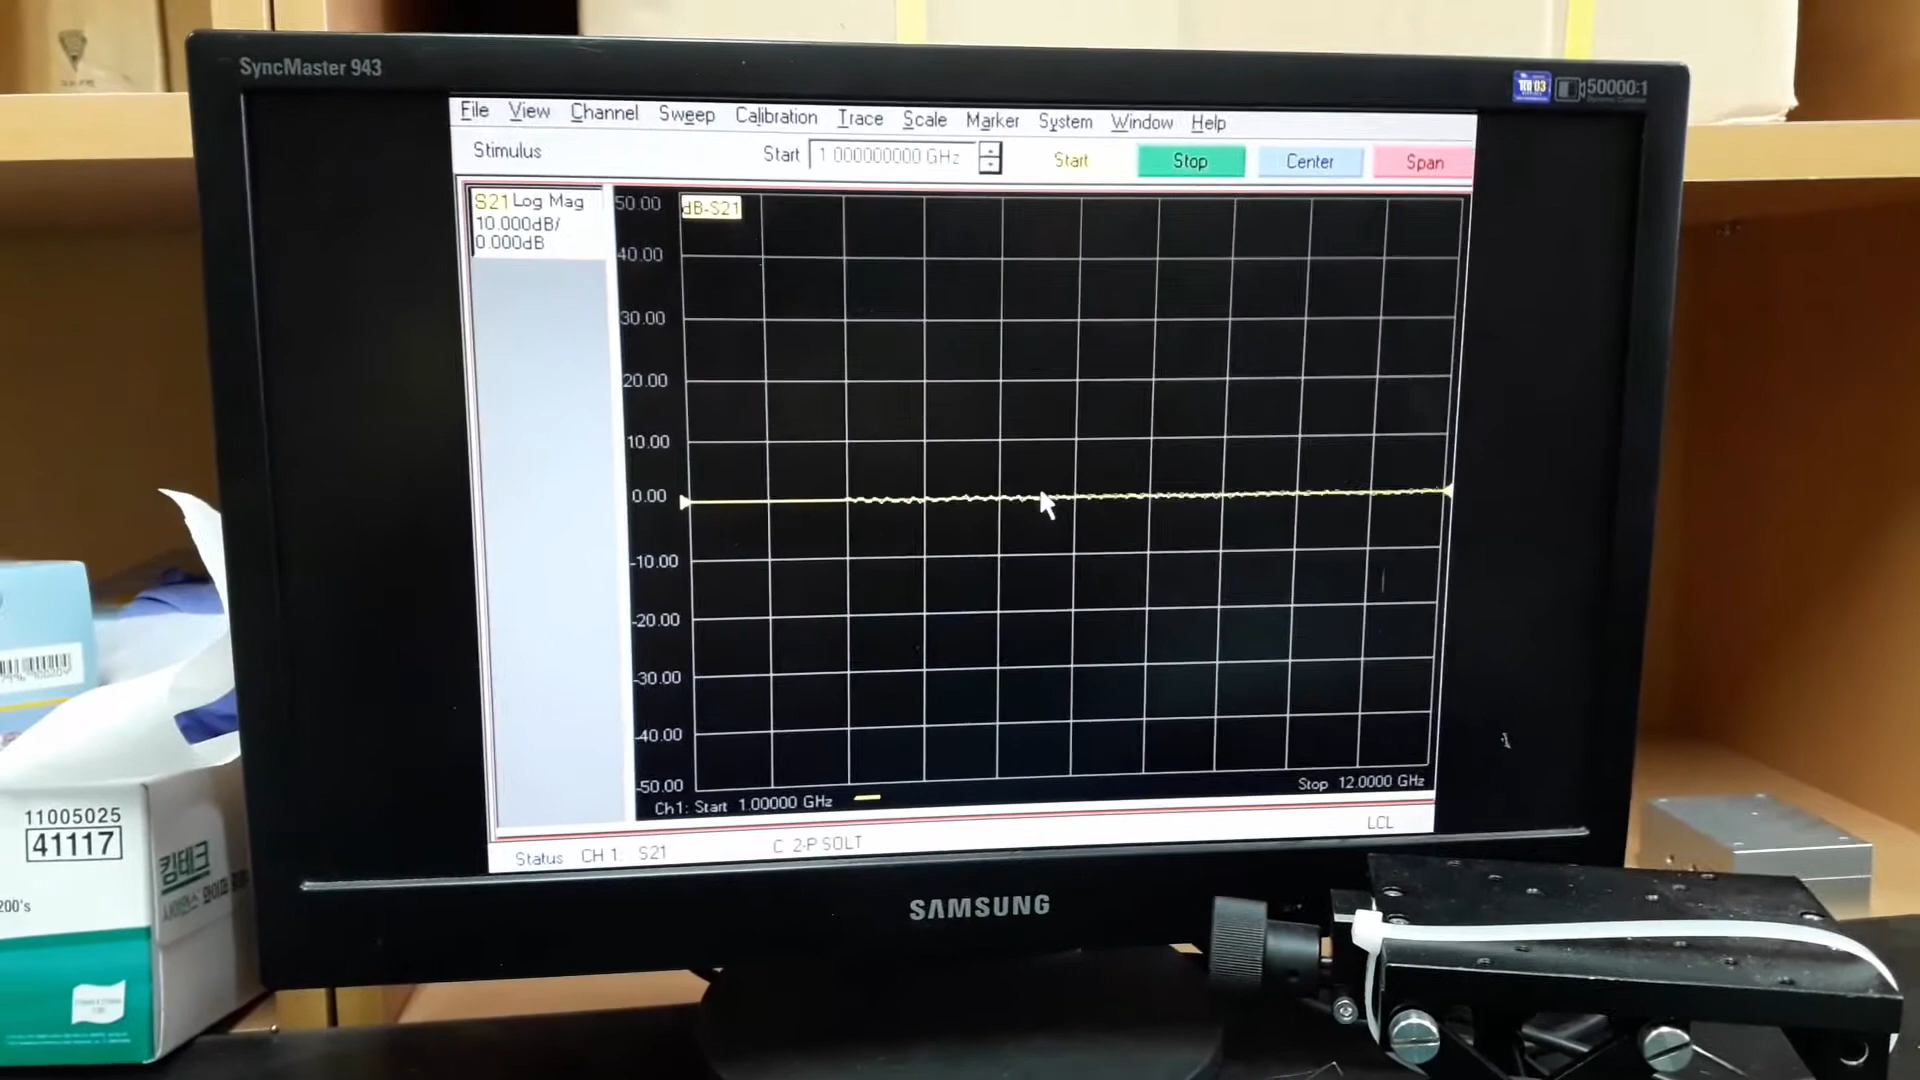 SyncMaster 943
50000:1
File View Channel Sweep Calibration Trace Scale Marker System Window Help
Stimulus Start 1.000000000 GHz Start Stop Center Span
S21 Log Mag
10.000dB/
0.000dB
dB-S21
50.00
40.00
30.00
20.00
10.00
0.00
-10.00
-20.00
-30.00
-40.00
-50.00
Ch1: Start 1.00000 GHz Stop 12.0000 GHz
Status CH 1: S21 C 2-P SOLT LCL
SAMSUNG
11005025
41117
킴테크
200's